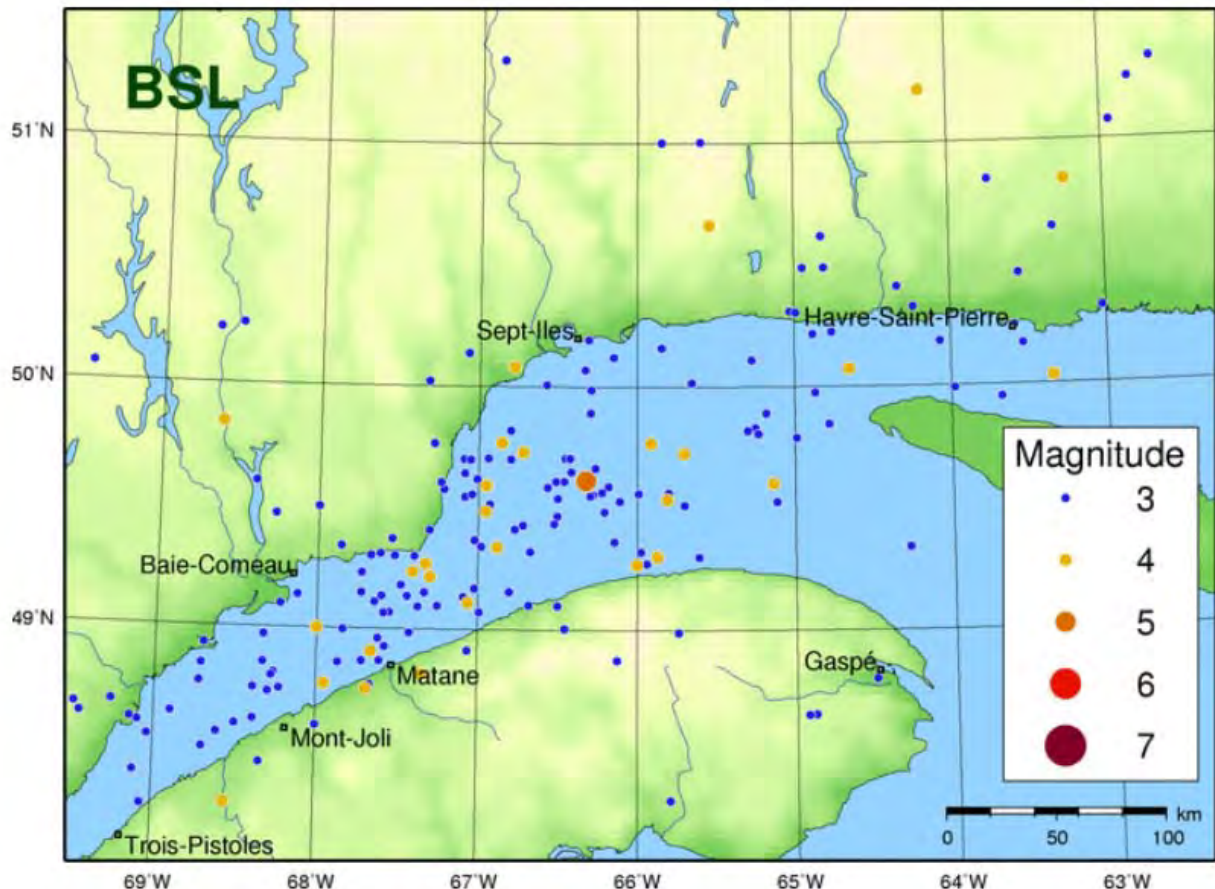 BSL
51°N
Sept-Iles
Havre-Saint-Pierre
50°N
Magnitude
3
4
Baie-Comeau
5
49°N
6
Gaspé
Matane
7
Mont-Joli
km
0 50 100
Trois-Pistoles
69°W 68°W 67°W 66°W 65°W 64°W 63°W